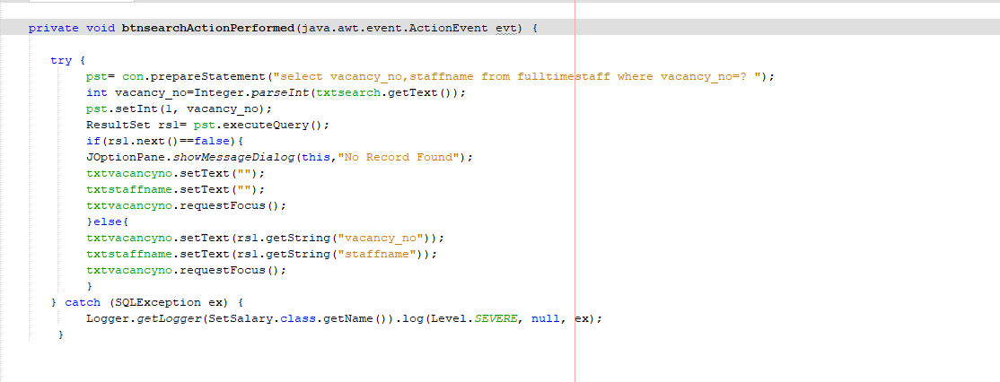 private void btnsearchActionPerformed(java.awt.event.ActionEvent evt) {
try {
pst= con.prepareStatement("select vacancy_no,staffname from fulltimestaff where vacancy_no=? ");
int vacancy_no=Integer.parseInt(txtsearch.getText());
pst.setInt(1, vacancy_no);
ResultSet rs1= pst.executeQuery();
if(rs1.next()==false){
JOptionPane.showMessageDialog(this,"No Record Found");
txtvacancyno.setText("");
txtstaffname.setText("");
txtvacancyno.requestFocus();
}else{
txtvacancyno.setText(rs1.getString("vacancy_no"));
txtstaffname.setText(rs1.getString("staffname"));
txtvacancyno.requestFocus();
}
} catch (SQLException ex) {
Logger.getLogger(SetSalary.class.getName()).log(Level.SEVERE, null, ex);
}